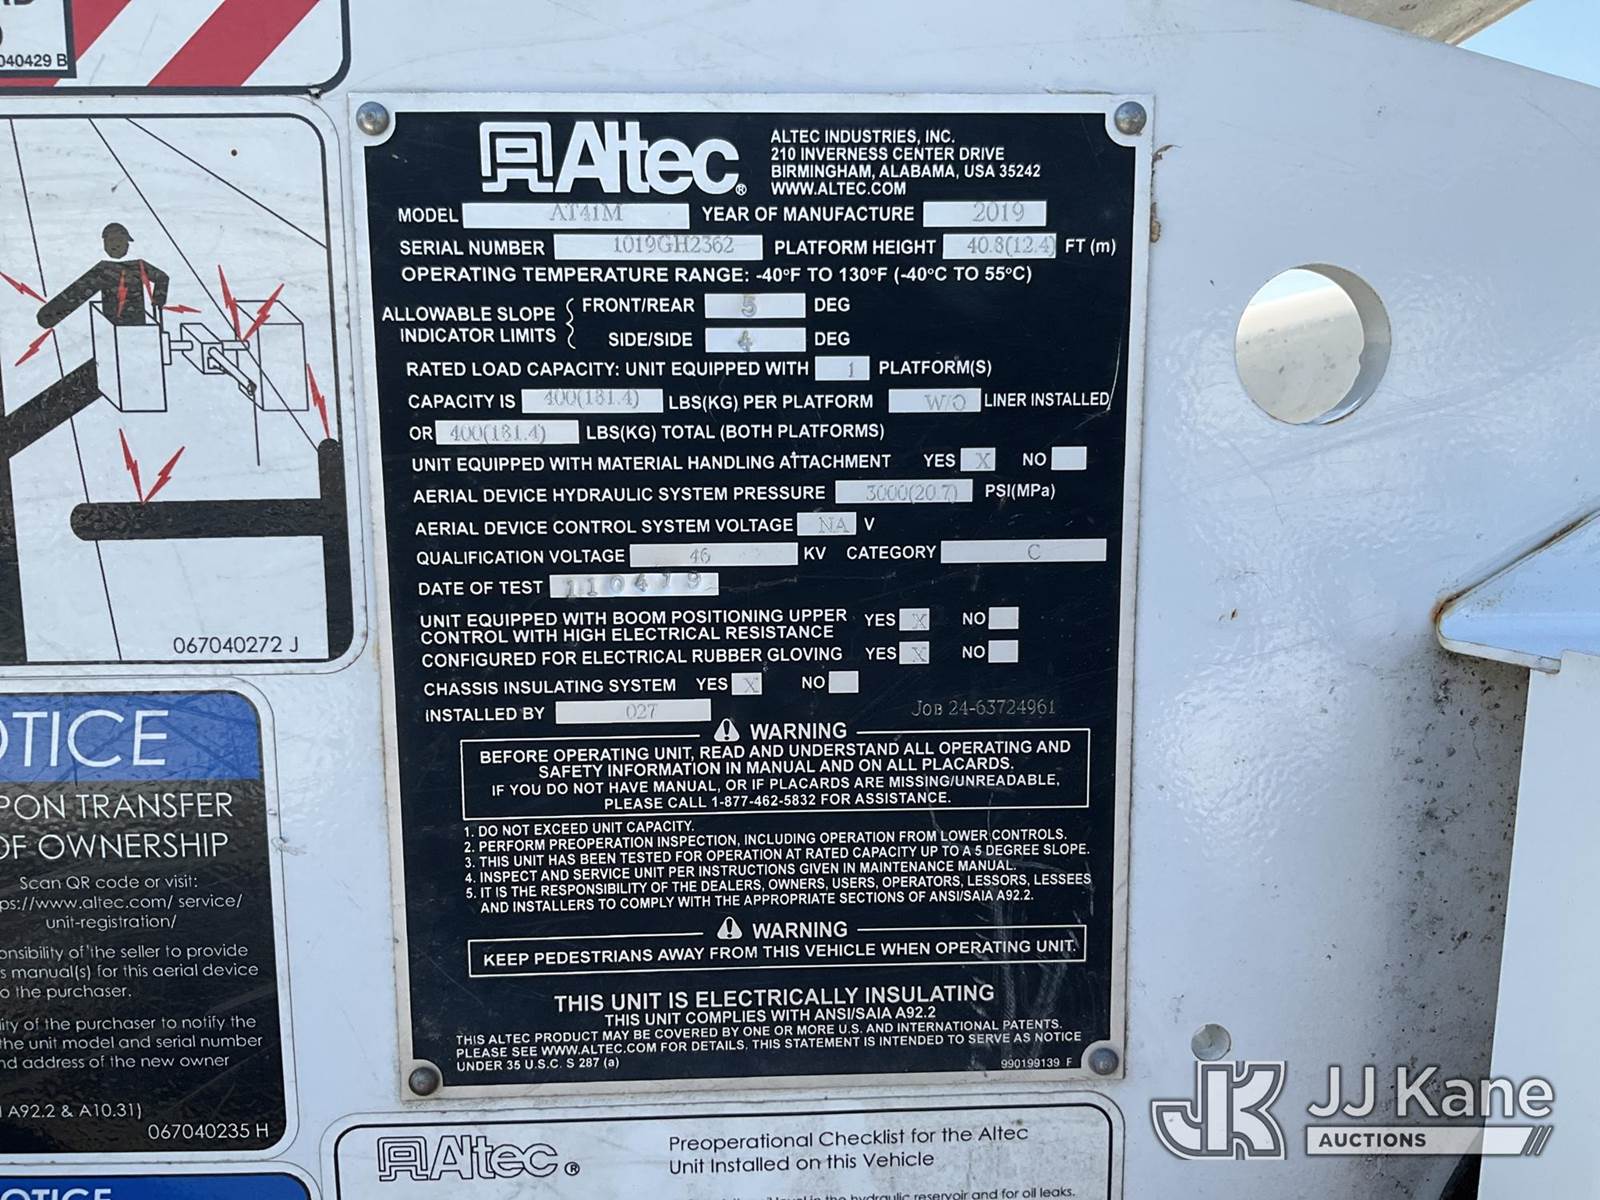 040429 B
067040272 J
OTICE
PON TRANSFER
OF OWNERSHIP
Scan QR code or visit:
ps://www.altec.com/ service/
unit-registration/
onsibility of the seller to provide
s manual(s) for this aerial device
o the purchaser.
ity of the purchaser to notify the
the unit model and serial number
nd address of the new owner
A92.2 & A10.31)
067040235 H
OTICE
Altec®
ALTEC INDUSTRIES, INC.
210 INVERNESS CENTER DRIVE
BIRMINGHAM, ALABAMA, USA 35242
WWW.ALTEC.COM
MODEL AT41M YEAR OF MANUFACTURE 2019
SERIAL NUMBER 1019GH2362 PLATFORM HEIGHT 40.8(12.4) FT (m)
OPERATING TEMPERATURE RANGE: -40°F TO 130°F (-40°C TO 55°C)
ALLOWABLE SLOPE INDICATOR LIMITS { FRONT/REAR 5 DEG
SIDE/SIDE 4 DEG
RATED LOAD CAPACITY: UNIT EQUIPPED WITH 1 PLATFORM(S)
CAPACITY IS 400(181.4) LBS(KG) PER PLATFORM W/O LINER INSTALLED
OR 400(181.4) LBS(KG) TOTAL (BOTH PLATFORMS)
UNIT EQUIPPED WITH MATERIAL HANDLING ATTACHMENT YES X NO
AERIAL DEVICE HYDRAULIC SYSTEM PRESSURE 3000(20.7) PSI(MPa)
AERIAL DEVICE CONTROL SYSTEM VOLTAGE NA V
QUALIFICATION VOLTAGE 46 KV CATEGORY C
DATE OF TEST 110419
UNIT EQUIPPED WITH BOOM POSITIONING UPPER
CONTROL WITH HIGH ELECTRICAL RESISTANCE YES X NO
CONFIGURED FOR ELECTRICAL RUBBER GLOVING YES X NO
CHASSIS INSULATING SYSTEM YES X NO
INSTALLED BY 027 JOB 24-63724961
WARNING
BEFORE OPERATING UNIT, READ AND UNDERSTAND ALL OPERATING AND
SAFETY INFORMATION IN MANUAL AND ON ALL PLACARDS.
IF YOU DO NOT HAVE MANUAL, OR IF PLACARDS ARE MISSING/UNREADABLE,
PLEASE CALL 1-877-462-5832 FOR ASSISTANCE.
1. DO NOT EXCEED UNIT CAPACITY.
2. PERFORM PREOPERATION INSPECTION, INCLUDING OPERATION FROM LOWER CONTROLS.
3. THIS UNIT HAS BEEN TESTED FOR OPERATION AT RATED CAPACITY UP TO A 5 DEGREE SLOPE.
4. INSPECT AND SERVICE UNIT PER INSTRUCTIONS GIVEN IN MAINTENANCE MANUAL.
5. IT IS THE RESPONSIBILITY OF THE DEALERS, OWNERS, USERS, OPERATORS, LESSORS, LESSEES
AND INSTALLERS TO COMPLY WITH THE APPROPRIATE SECTIONS OF ANSI/SAIA A92.2.
WARNING
KEEP PEDESTRIANS AWAY FROM THIS VEHICLE WHEN OPERATING UNIT.
THIS UNIT IS ELECTRICALLY INSULATING
THIS UNIT COMPLIES WITH ANSI/SAIA A92.2
THIS ALTEC PRODUCT MAY BE COVERED BY ONE OR MORE U.S. AND INTERNATIONAL PATENTS.
PLEASE SEE WWW.ALTEC.COM FOR DETAILS. THIS STATEMENT IS INTENDED TO SERVE AS NOTICE
UNDER 35 U.S.C. S 287 (a)
990199139 F
Altec®
Preoperational Checklist for the Altec
Unit Installed on this Vehicle
in the hydraulic reservoir and for oil leaks.
JK JJ Kane
AUCTIONS